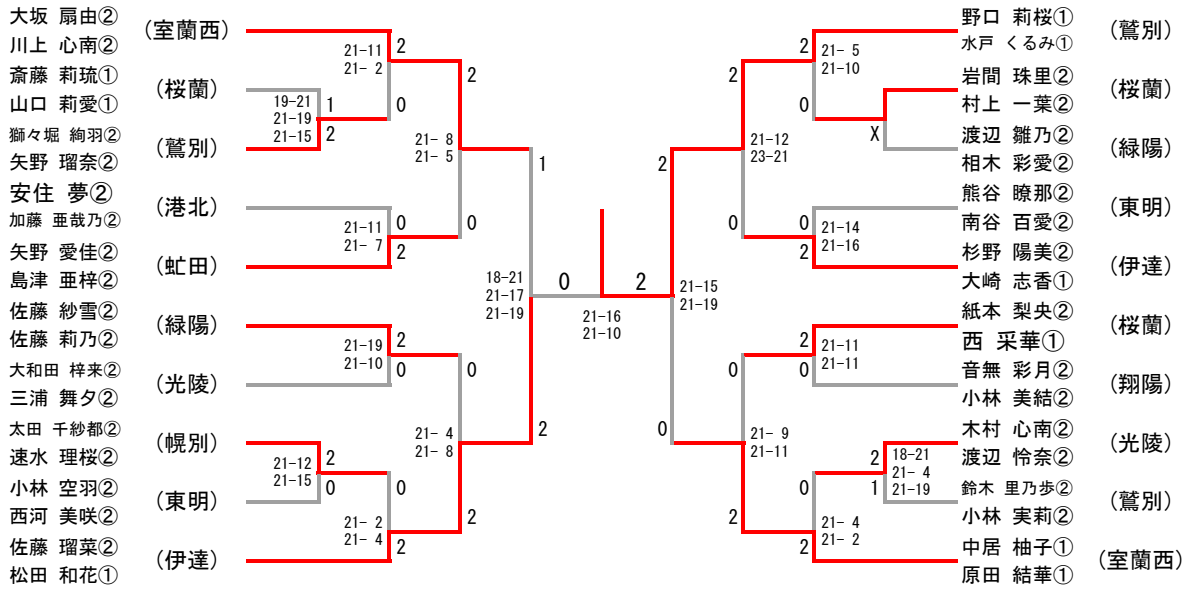 大坂 扇由②
川上 心南②
(室蘭西)
斎藤 莉琉①
山口 莉愛①
(桜蘭)
獅々堀 絢羽②
矢野 瑠奈②
(鷲別)
安住 夢②
加藤 亜哉乃②
(港北)
矢野 愛佳②
島津 亜梓②
(虻田)
佐藤 紗雪②
佐藤 莉乃②
(緑陽)
大和田 梓来②
三浦 舞夕②
(光陵)
太田 千紗都②
速水 理桜②
(幌別)
小林 空羽②
西河 美咲②
(東明)
佐藤 瑠菜②
松田 和花①
(伊達)
21-11
21- 2
2
0
19-21
21-19
21-15
1
2
21- 8
21- 5
2
0
21-11
21- 7
0
2
1
18-21
21-17
21-19
2
21-19
21-10
2
0
21- 4
21- 8
0
2
21-12
21-15
2
0
21- 2
21- 4
0
2
0
2
21-16
21-10
野口 莉桜①
水戸 くるみ①
(鷲別)
岩間 珠里②
村上 一葉②
(桜蘭)
渡辺 雛乃②
相木 彩愛②
(緑陽)
熊谷 瞭那②
南谷 百愛②
(東明)
杉野 陽美②
大崎 志香①
(伊達)
紙本 梨央②
西 采華①
(桜蘭)
音無 彩月②
小林 美結②
(翔陽)
木村 心南②
渡辺 怜奈②
(光陵)
鈴木 里乃歩②
小林 実莉②
(鷲別)
中居 柚子①
原田 結華①
(室蘭西)
2
21- 5
21-10
0
X
2
21-12
23-21
0
0
21-14
21-16
2
2
21-15
21-19
0
2
21-11
21-11
0
0
21- 9
21-11
2
2
18-21
21- 4
21-19
1
0
21- 4
21- 2
2